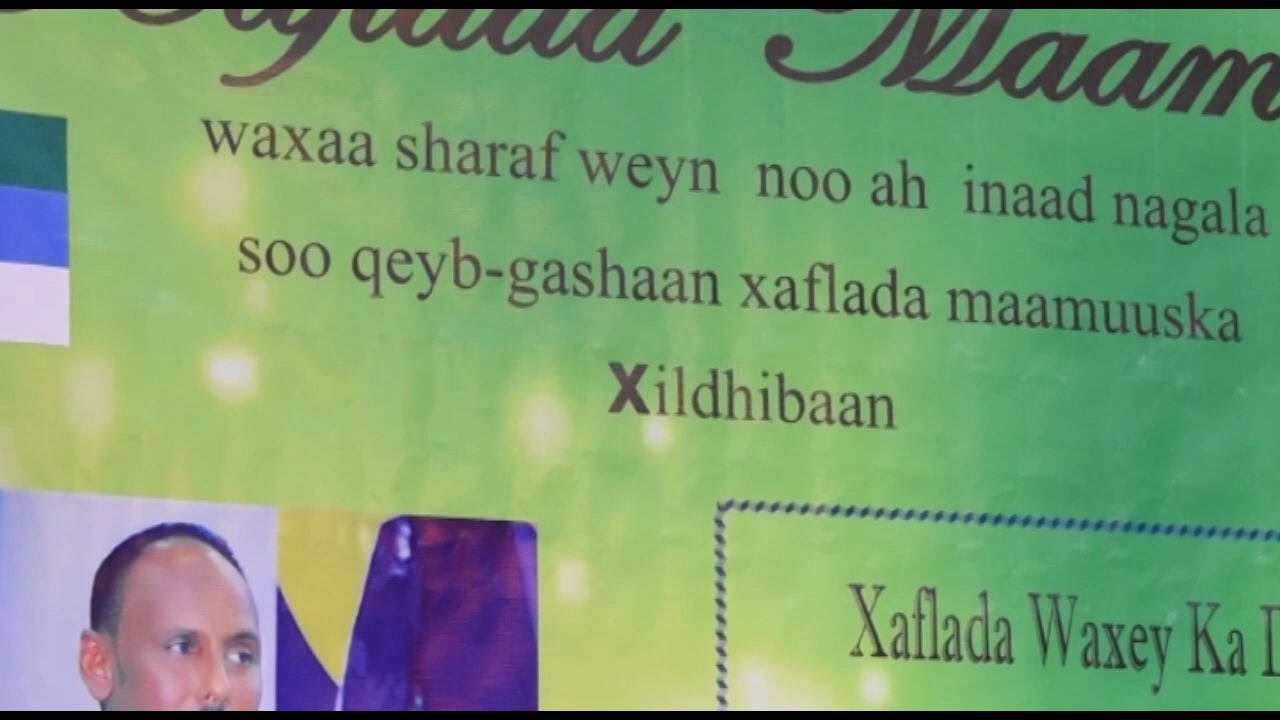 waxaa sharaf weyn noo ah inaad nagala
soo qeyb-gashaan xaflada maamuuska
Xildhibaan
Xaflada Waxey Ka